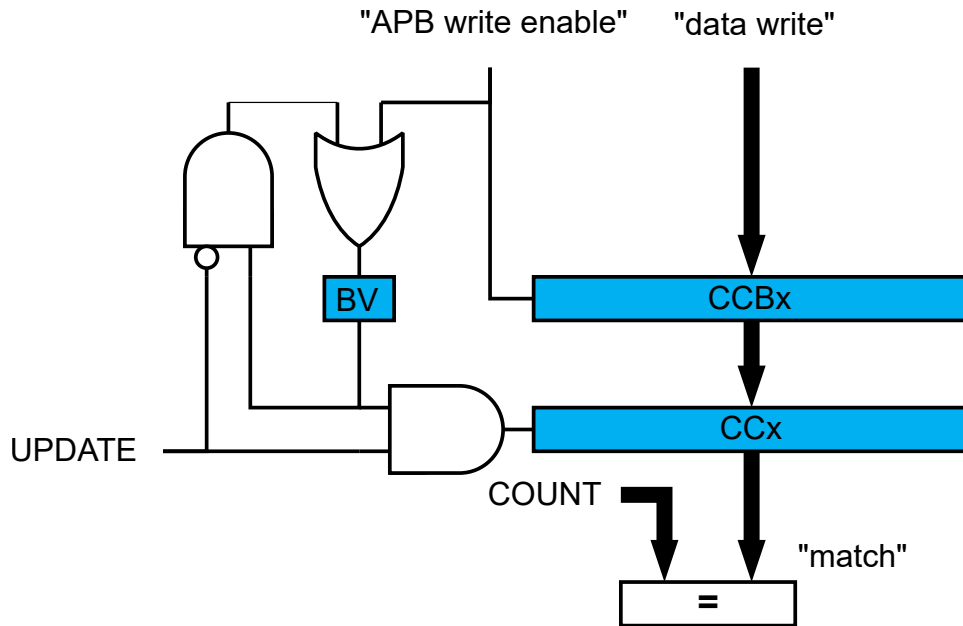 "APB write enable"
"data write"
BV
CCBx
CCx
UPDATE
COUNT
"match"
=